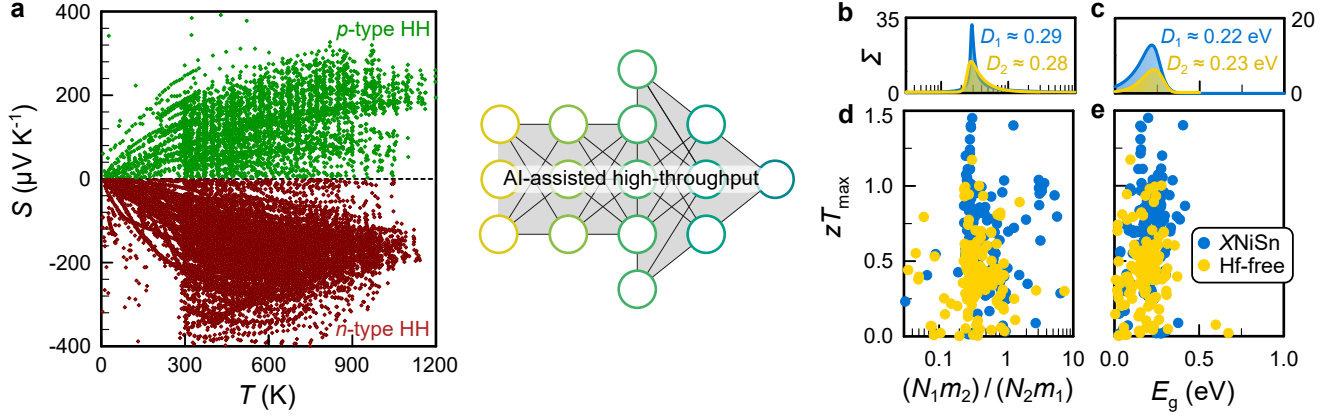 a
p-type HH
n-type HH
400
200
0
-200
-400
S (μV K⁻¹)
0
300
600
900
1200
T (K)
AI-assisted high-throughput
b
35
0
Σ
D₁ ≈ 0.29
D₂ ≈ 0.28
c
20
0
D₁ ≈ 0.22 eV
D₂ ≈ 0.23 eV
d
1.5
1.0
0.5
0.0
zTmax
0.1
1
10
(N₁m₂) / (N₂m₁)
e
XNiSn
Hf-free
0.0
0.5
1.0
Eg (eV)